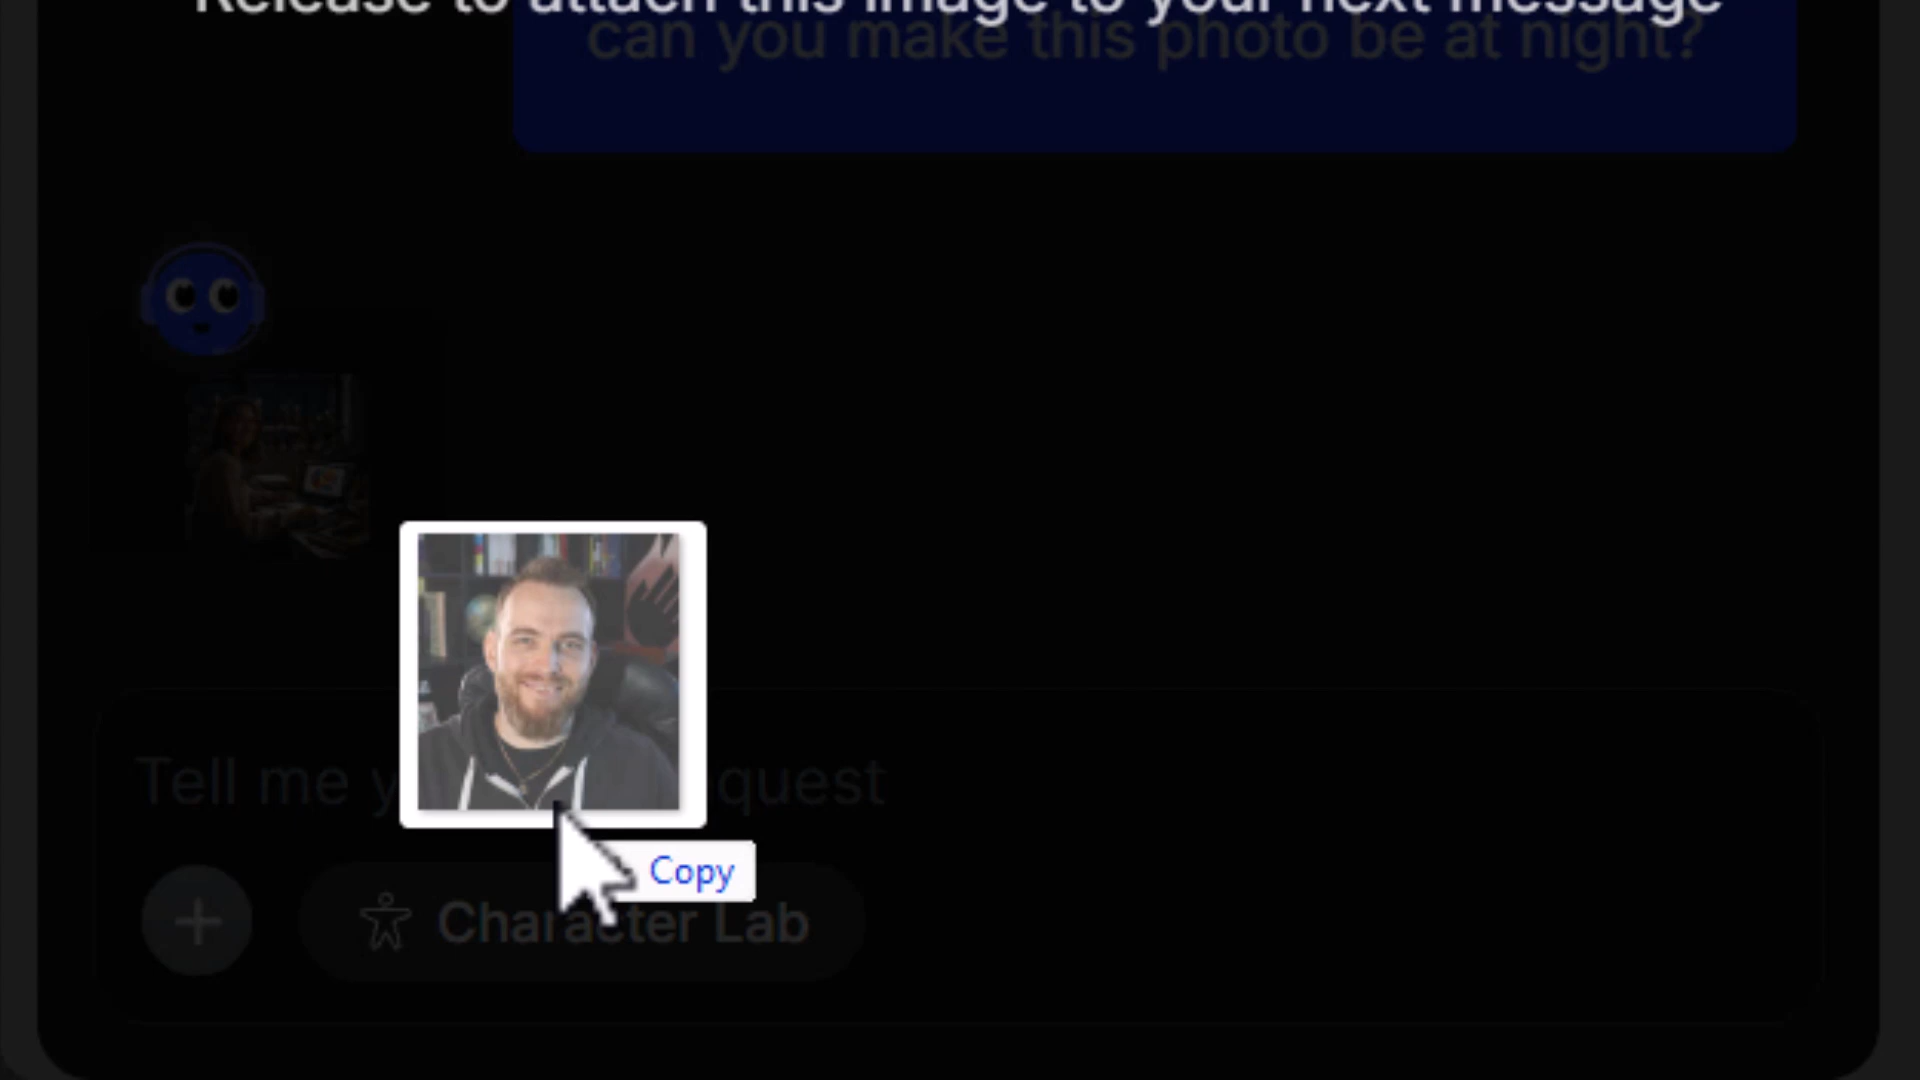 Release to attach this image to your next message
can you make this photo be at night?
Tell me y quest
Copy
Character Lab